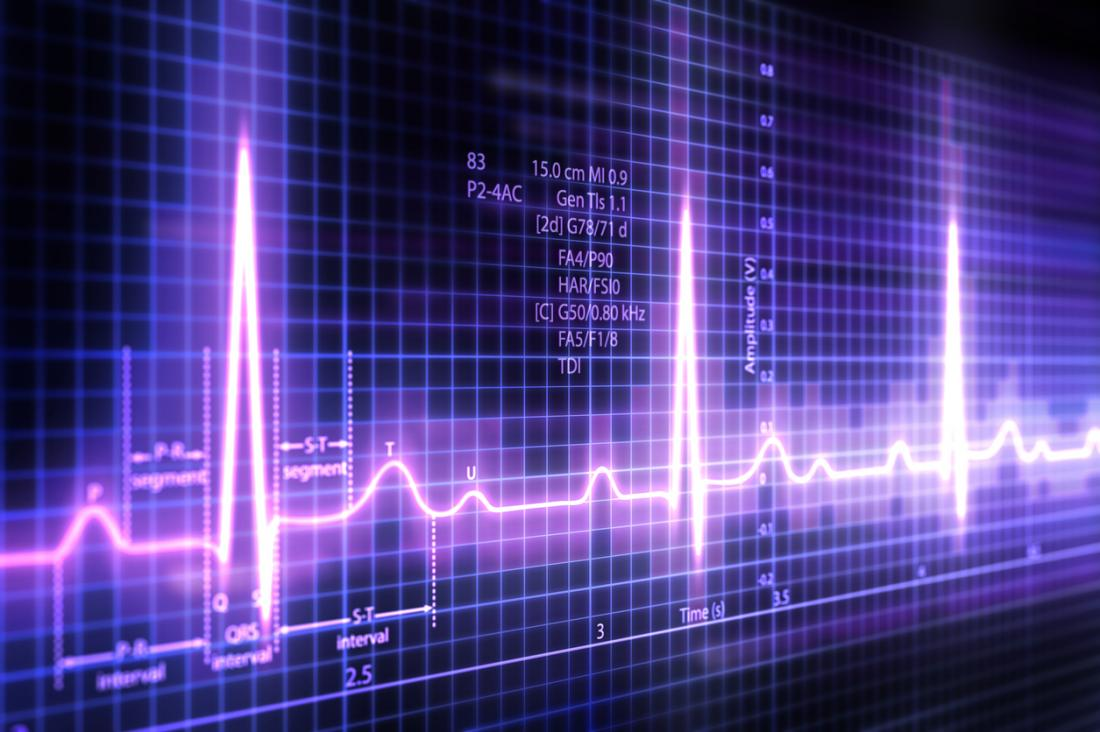 83
P2-4AC
15.0 cm MI 0.9
Gen Tls 1.1
[2d] G78/71 d
FA4/P90
HAR/FSI0
[C] G50/0.80 kHz
FA5/F1/8
TDI
0.8
0.7
0.6
0.5
0.4
0.3
0.2
0.1
0
-0.1
-0.2
Amplitude (V)
P
P-R
segment
S-T
segment
T
U
Q
S
QRS
interval
P-R
interval
S-T
interval
2.5
3
Time (s)
3.5
4